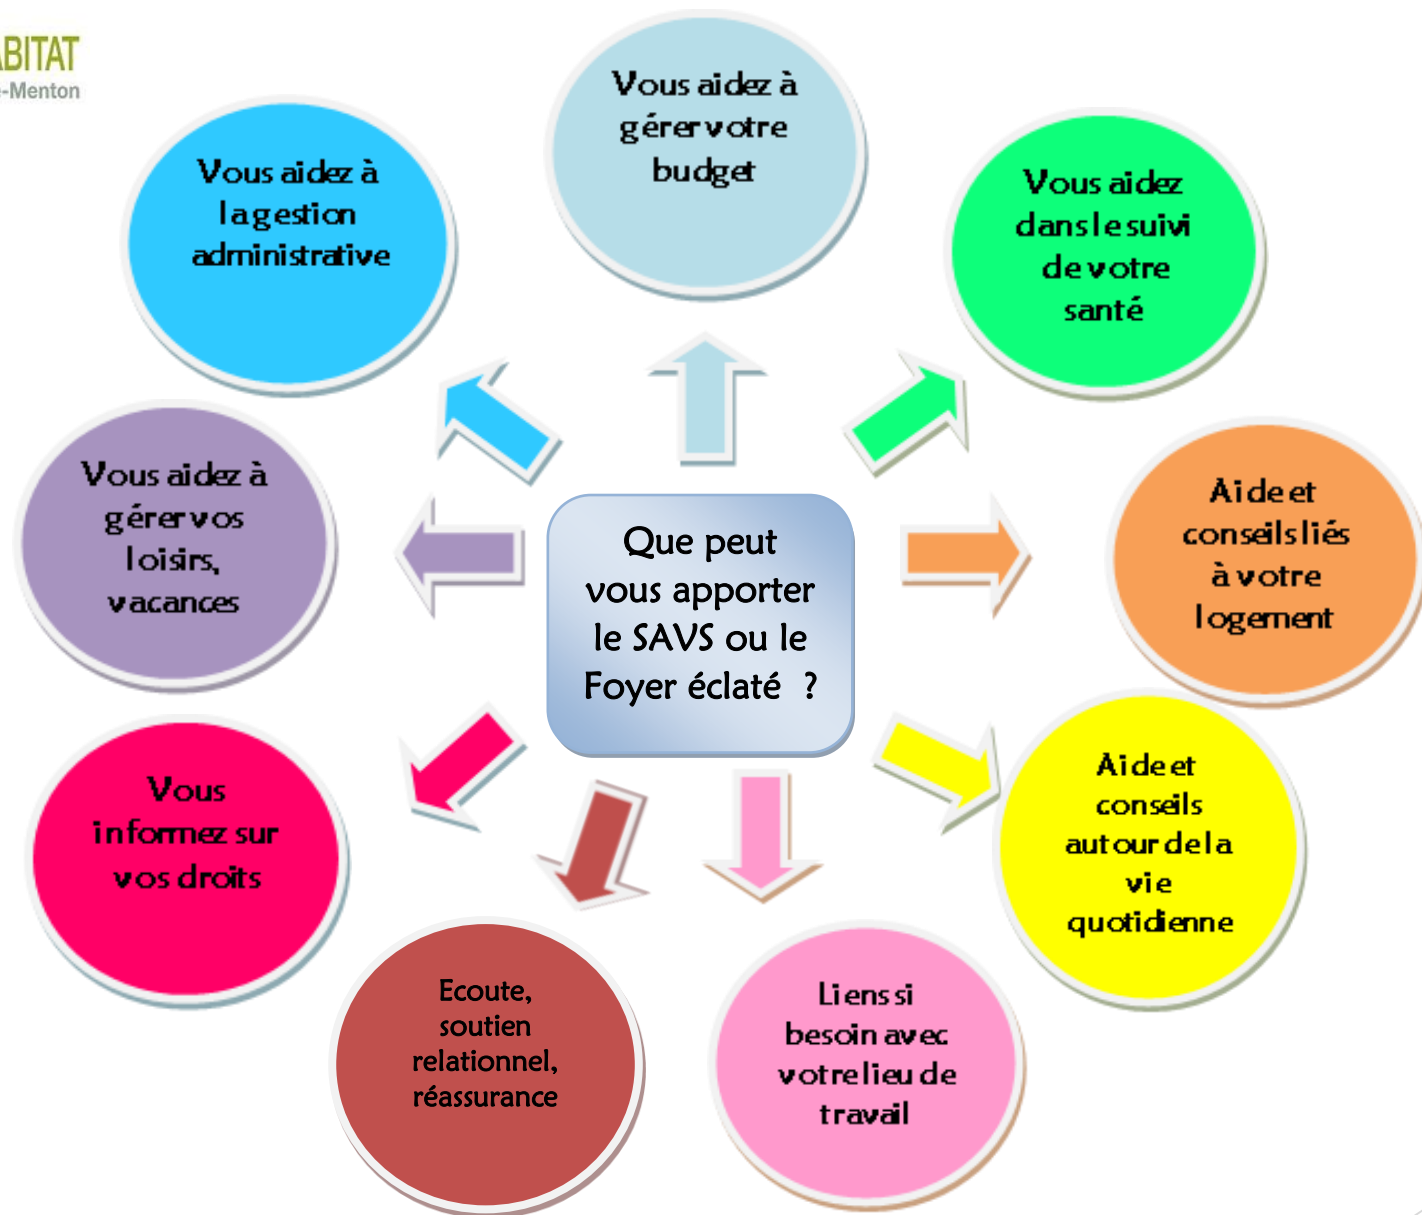 ABITAT
e-Menton
Vous aidez à
gérer votre
budget
Vous aidez à
la gestion
administrative
Vous aidez
dans le suivi
de votre
santé
Vous aidez à
gérer vos
loisirs,
vacances
Que peut
vous apporter
le SAVS ou le
Foyer éclaté ?
Aide et
conseils liés
à votre
logement
Vous
informez sur
vos droits
Aide et
conseils
autour de la
vie
quotidienne
Ecoute,
soutien
relationnel,
réassurance
Liens si
besoin avec
votre lieu de
travail